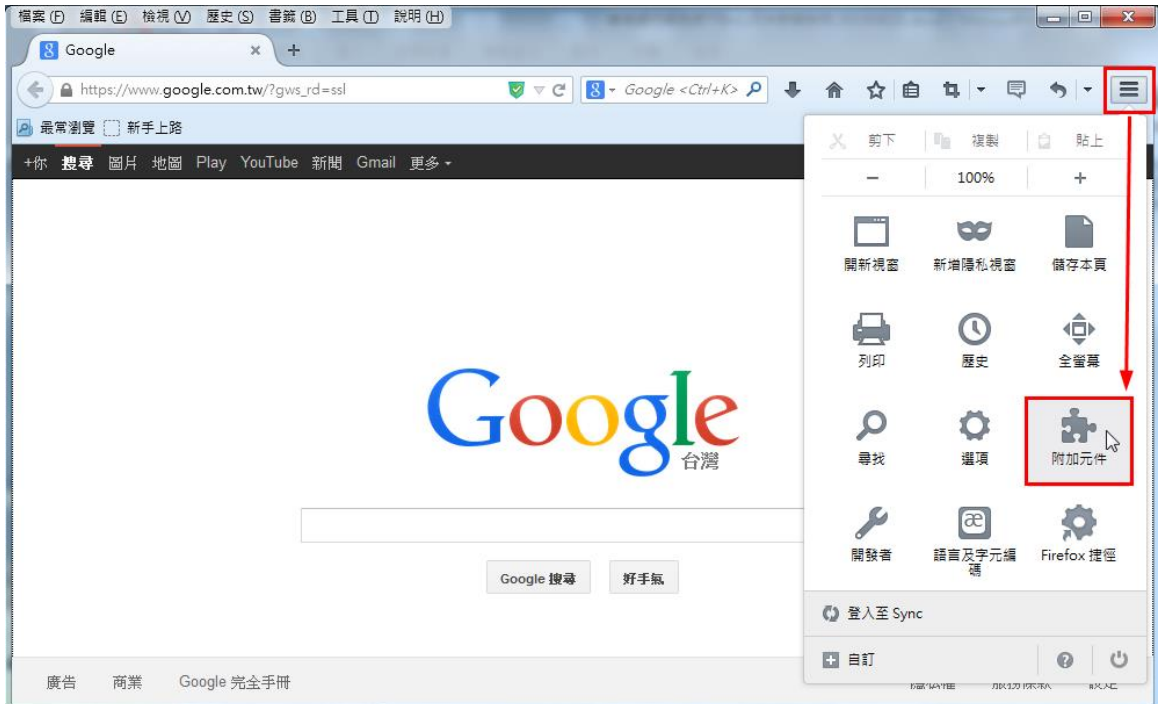 檔案(F) 編輯(E) 檢視(V) 歷史(S) 書籤(B) 工具(T) 說明(H)
Google
https://www.google.com.tw/?gws_rd=ssl
Google <Ctrl+K>
最常瀏覽 新手上路
+你 搜尋 圖片 地圖 Play YouTube 新聞 Gmail 更多
剪下 複製 貼上
100%
開新視窗 新增隱私視窗 儲存本頁
列印 歷史 全螢幕
Google
台灣
尋找 選項 附加元件
開發者 語言及字元編碼 Firefox 捷徑
Google 搜尋 好手氣
登入至 Sync
自訂
廣告 商業 Google 完全手冊